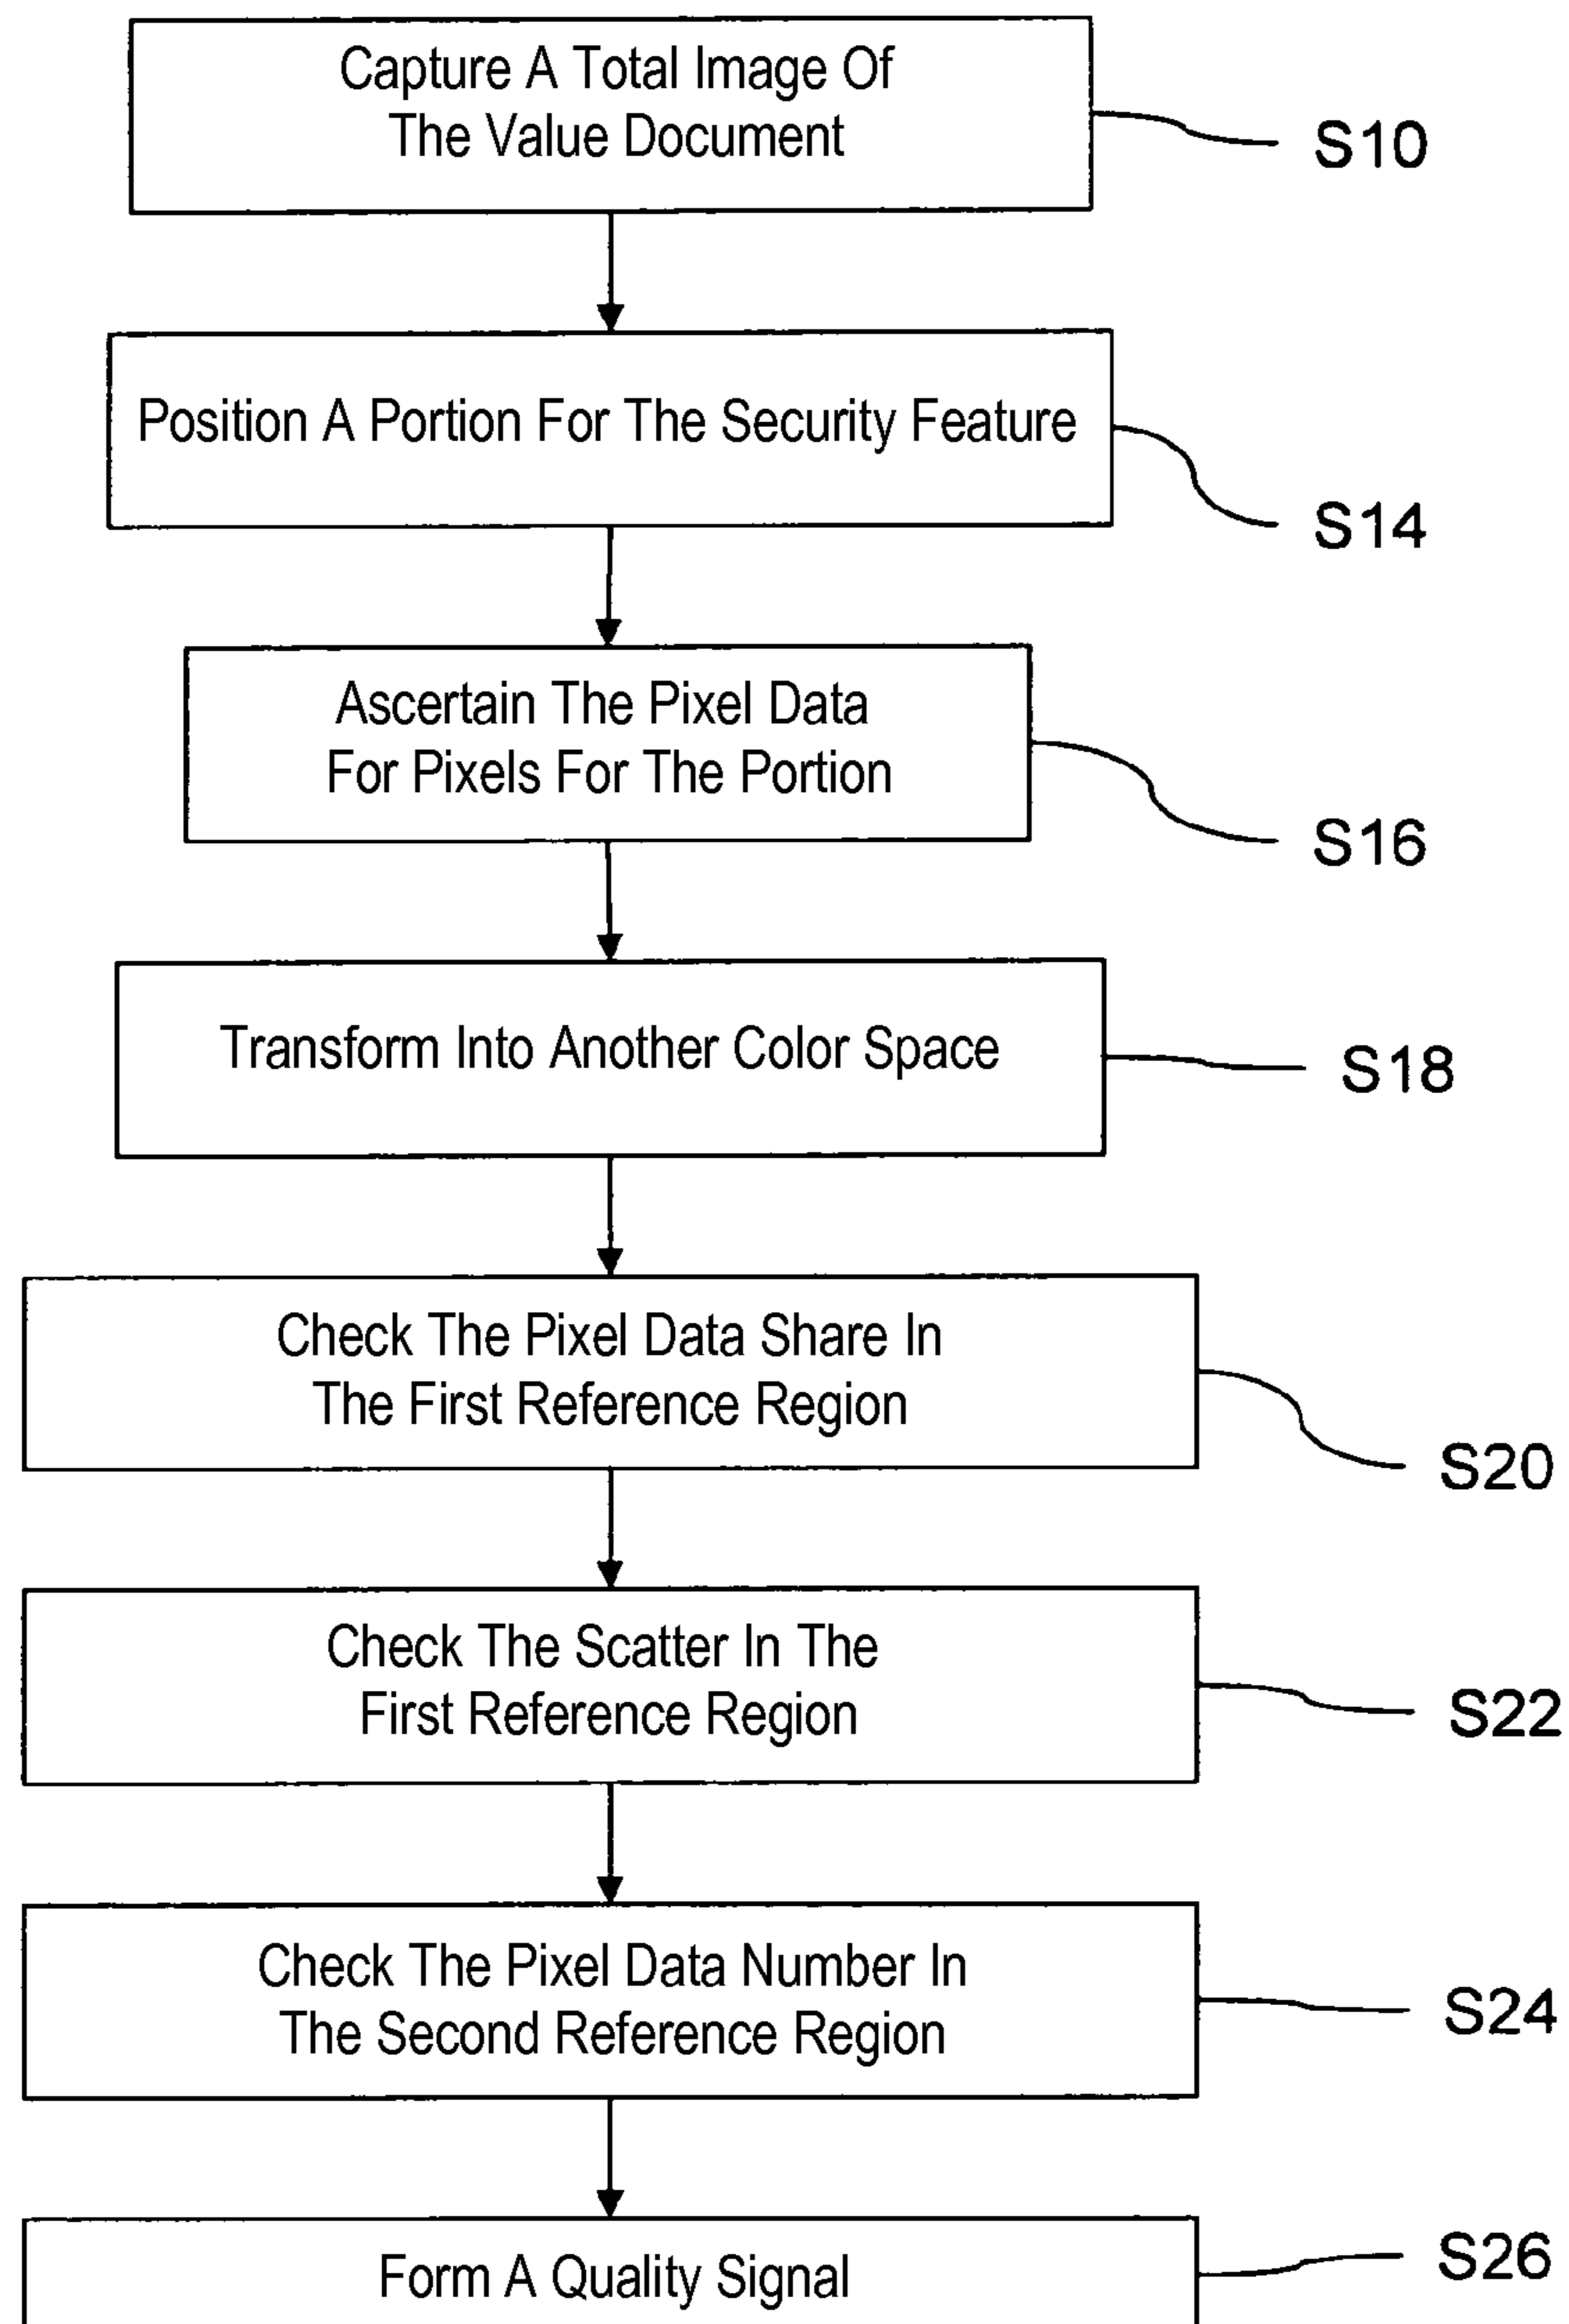 Capture A Total Image Of
The Value Document
S10
Position A Portion For The Security Feature
S14
Ascertain The Pixel Data
For Pixels For The Portion
S16
Transform Into Another Color Space
S18
Check The Pixel Data Share In
The First Reference Region
S20
Check The Scatter In The
First Reference Region
S22
Check The Pixel Data Number In
The Second Reference Region
S24
Form A Quality Signal
S26